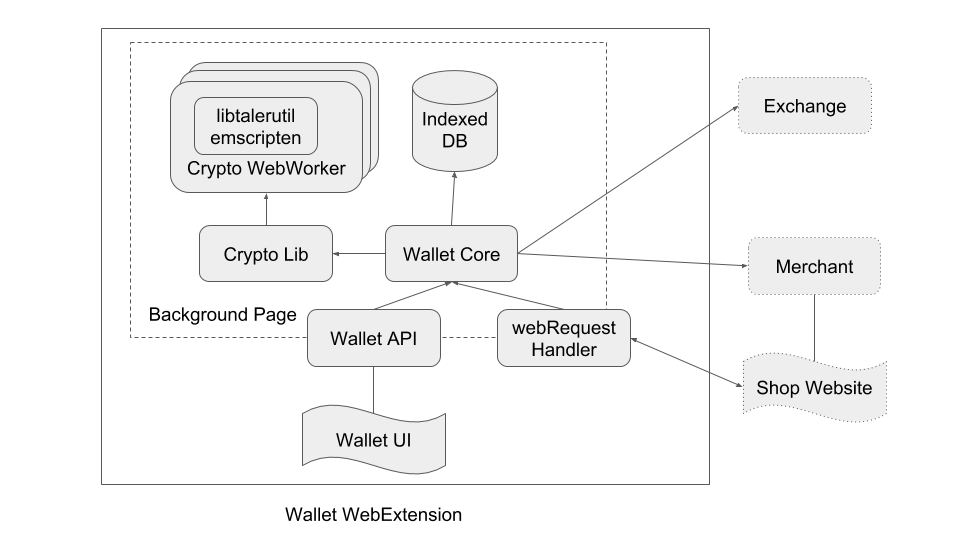 libtalerutil
emscripten
Crypto WebWorker
Indexed
DB
Exchange
Crypto Lib
Wallet Core
Merchant
Background Page
Wallet API
webRequest
Handler
Shop Website
Wallet UI
Wallet WebExtension